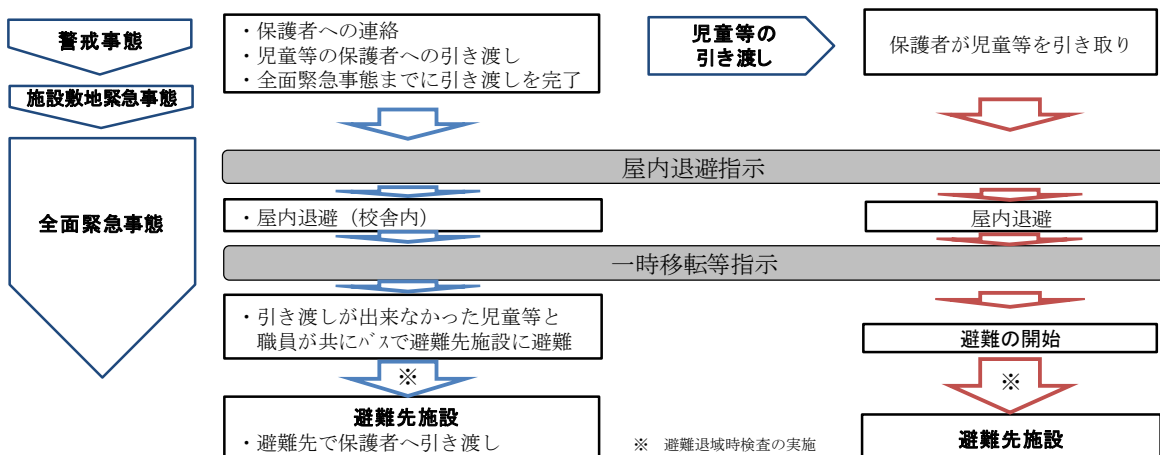 警戒事態
・保護者への連絡
・児童等の保護者への引き渡し
・全面緊急事態までに引き渡しを完了
児童等の
引き渡し
保護者が児童等を引き取り
施設敷地緊急事態
屋内退避指示
全面緊急事態
・屋内退避（校舎内）
屋内退避
一時移転等指示
・引き渡しが出来なかった児童等と
職員が共にﾊﾞｽで避難先施設に避難
避難の開始
※
※
避難先施設
・避難先で保護者へ引き渡し
※　避難退域時検査の実施
避難先施設